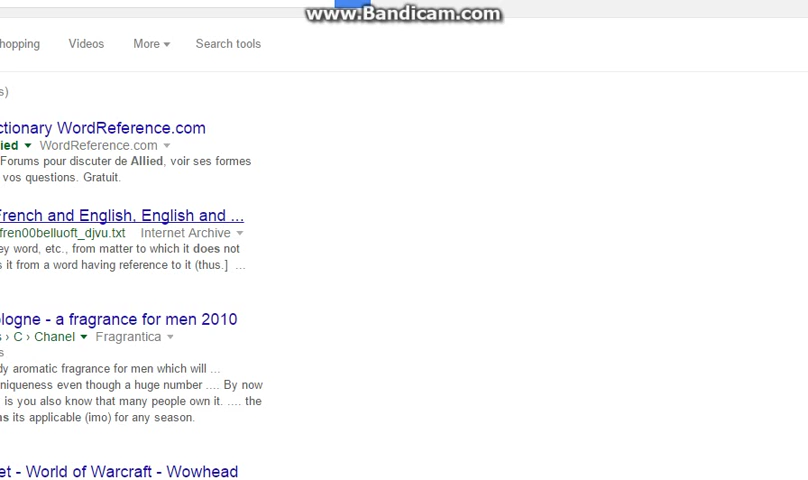 www.Bandicam.com
hopping Videos More Search tools
s)
ctionary WordReference.com
ied WordReference.com
Forums pour discuter de Allied, voir ses formes
vos questions. Gratuit.
French and English, English and ...
fren00belluoft_djvu.txt Internet Archive
ey word, etc., from matter to which it does not
s it from a word having reference to it (thus.] ...
ologne - a fragrance for men 2010
s › C › Chanel Fragrantica
s
dy aromatic fragrance for men which will ...
niqueness even though a huge number .... By now
is you also know that many people own it. .... the
ns its applicable (imo) for any season.
et - World of Warcraft - Wowhead